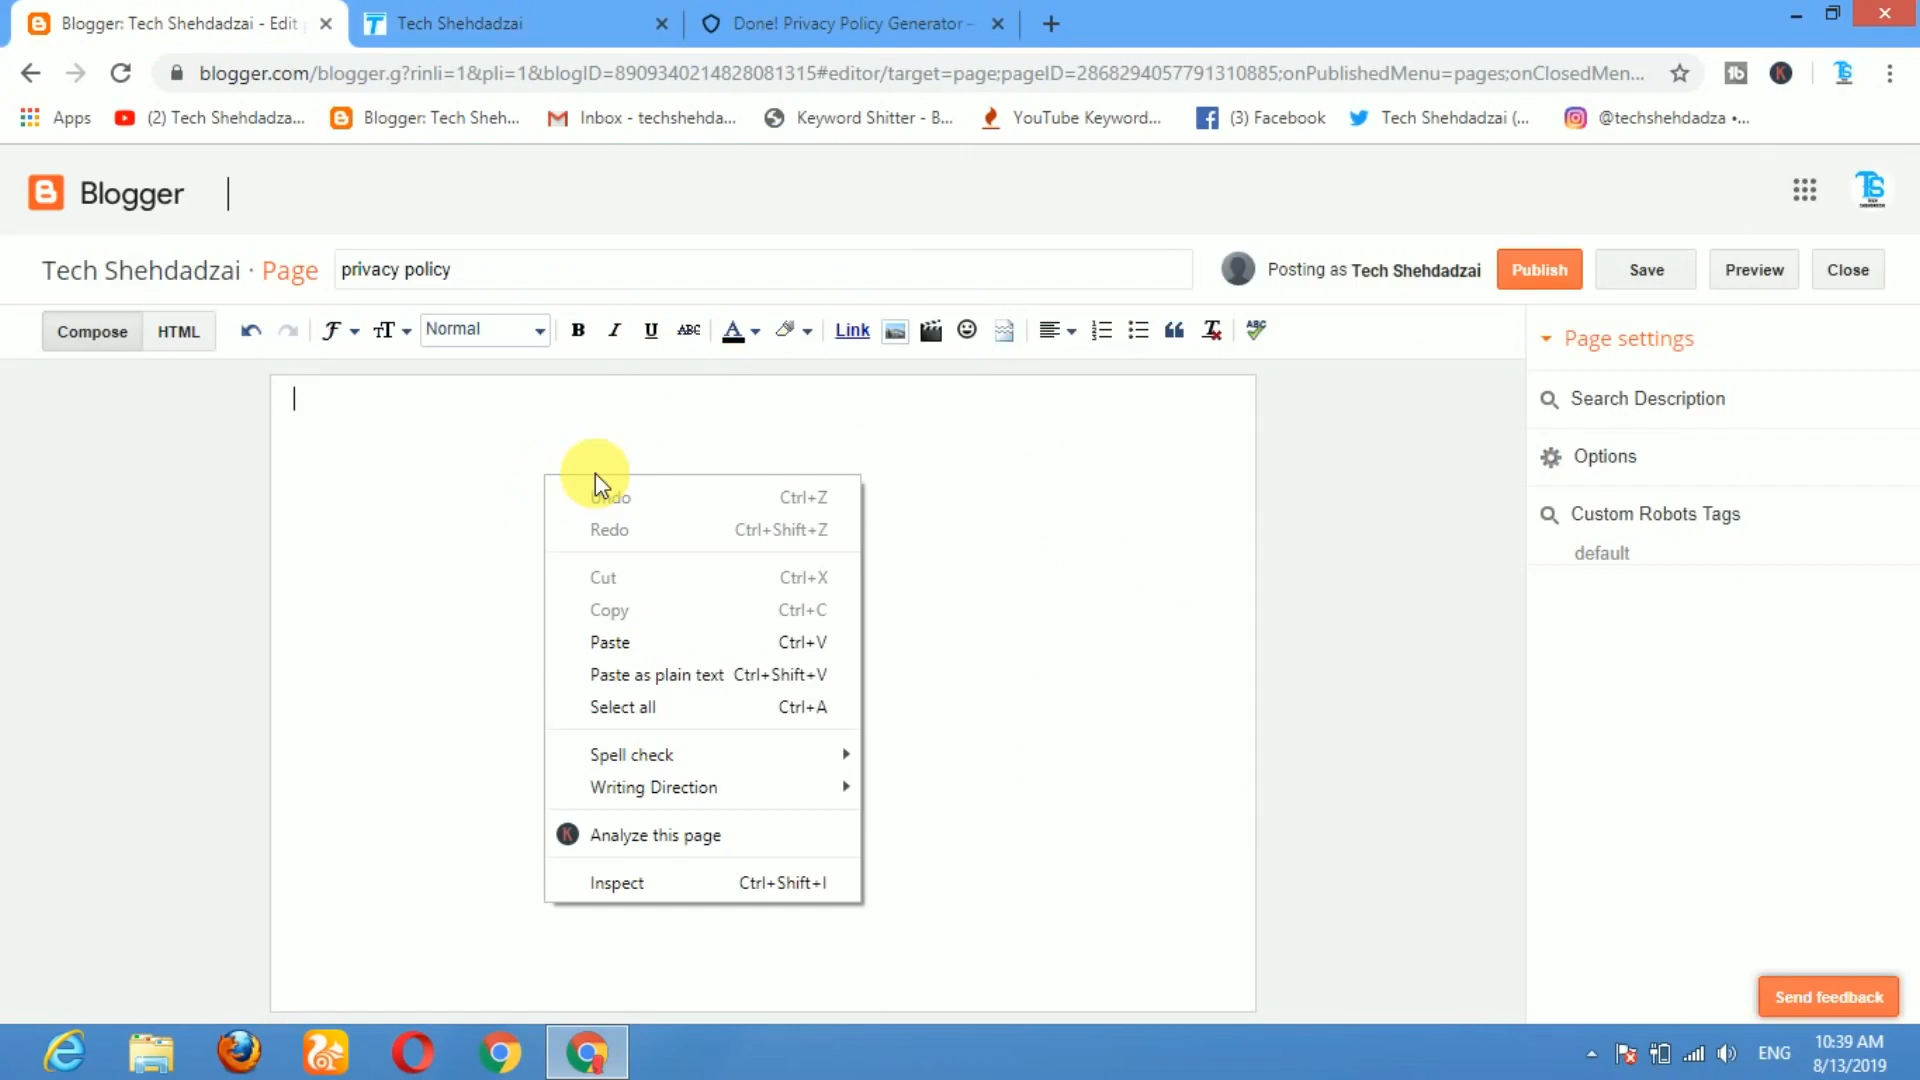 Blogger: Tech Shehdadzai - Edit
Tech Shehdadzai
Done! Privacy Policy Generator -
blogger.com/blogger.g?rinli=1&pli=1&blogID=8909340214828081315#editor/target=page;pageID=2868294057791310885;onPublishedMenu=pages;onClosedMen...
Apps
(2) Tech Shehdadza...
Blogger: Tech Sheh...
Inbox - techshehda...
Keyword Shitter - B...
YouTube Keyword...
(3) Facebook
Tech Shehdadzai (...
@techshehdadza •...
Blogger
Tech Shehdadzai · Page
privacy policy
Posting as Tech Shehdadzai
Publish
Save
Preview
Close
Compose
HTML
Normal
Link
Page settings
Search Description
Options
Custom Robots Tags
default
Undo Ctrl+Z
Redo Ctrl+Shift+Z
Cut Ctrl+X
Copy Ctrl+C
Paste Ctrl+V
Paste as plain text Ctrl+Shift+V
Select all Ctrl+A
Spell check
Writing Direction
Analyze this page
Inspect Ctrl+Shift+I
Send feedback
ENG
10:39 AM
8/13/2019